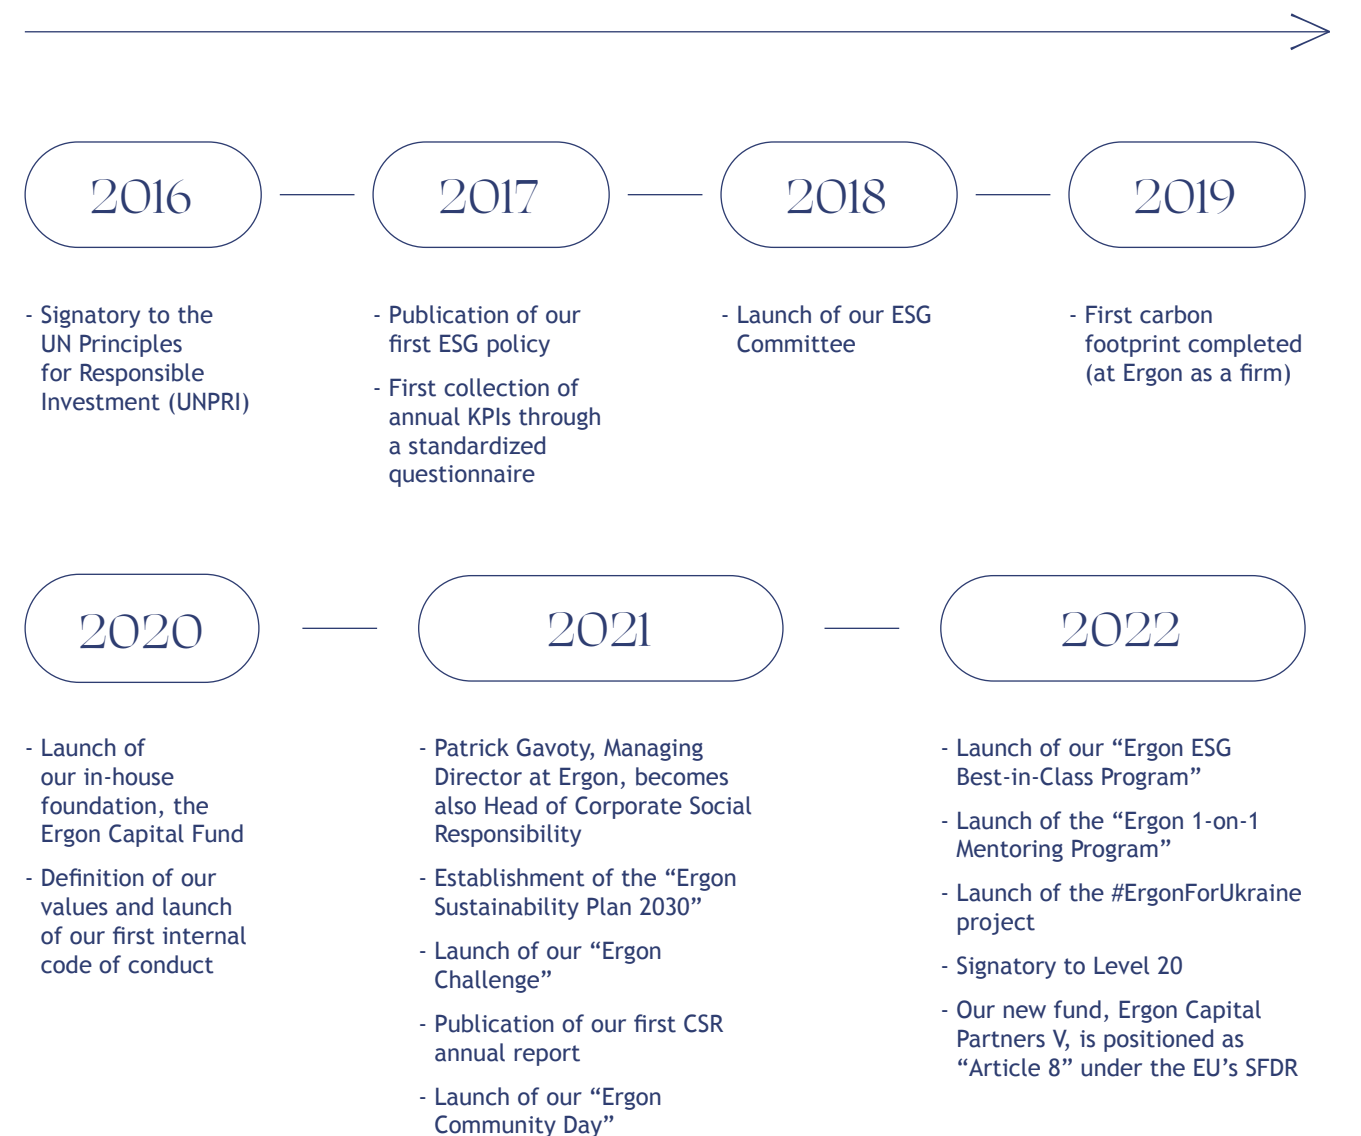 2016
2017
2018
2019
- Signatory to the
UN Principles
for Responsible
Investment (UNPRI)
- Publication of our
first ESG policy
- First collection of
annual KPIs through
a standardized
questionnaire
- Launch of our ESG
Committee
- First carbon
footprint completed
(at Ergon as a firm)
2020
2021
2022
- Launch of
our in-house
foundation, the
Ergon Capital Fund
- Definition of our
values and launch
of our first internal
code of conduct
- Patrick Gavoty, Managing
Director at Ergon, becomes
also Head of Corporate Social
Responsibility
- Establishment of the “Ergon
Sustainability Plan 2030”
- Launch of our “Ergon
Challenge”
- Publication of our first CSR
annual report
- Launch of our “Ergon
Community Day”
- Launch of our “Ergon ESG
Best-in-Class Program”
- Launch of the “Ergon 1-on-1
Mentoring Program”
- Launch of the #ErgonForUkraine
project
- Signatory to Level 20
- Our new fund, Ergon Capital
Partners V, is positioned as
“Article 8” under the EU’s SFDR